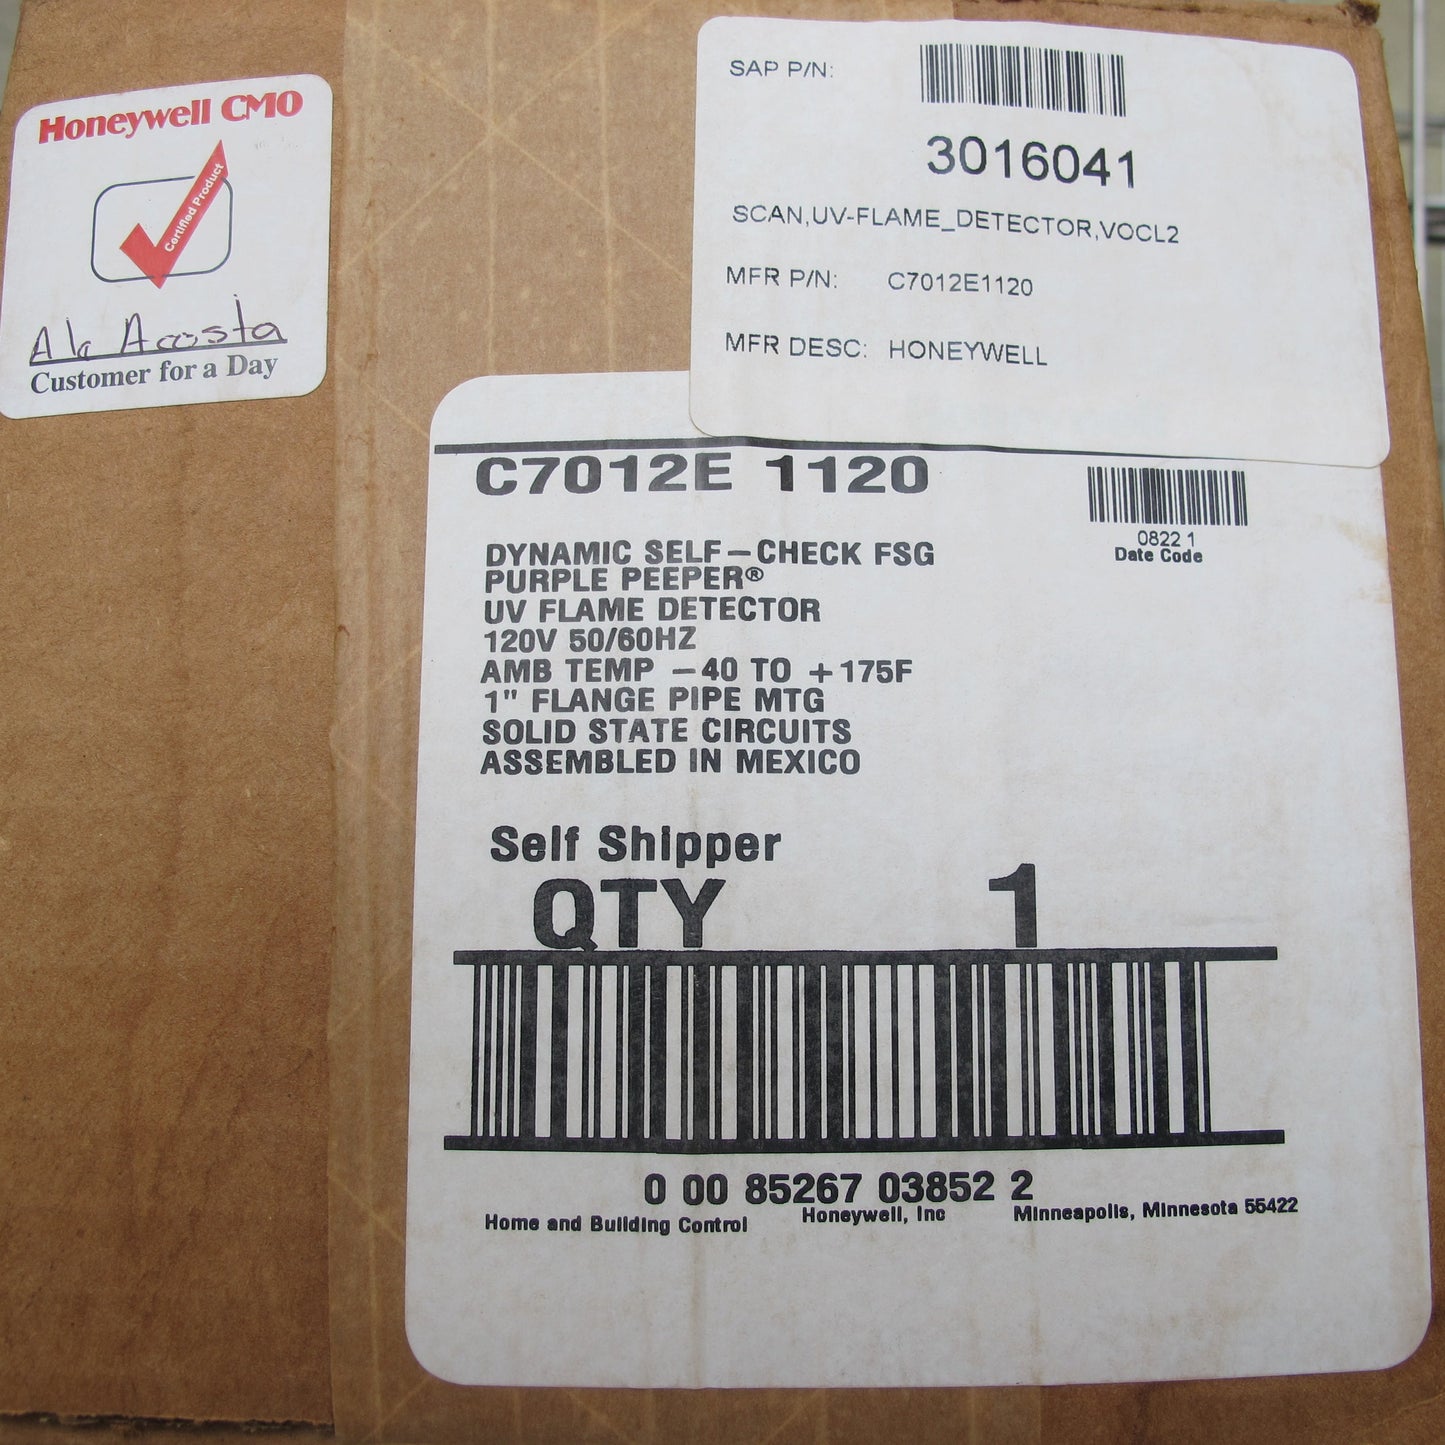 Honeywell CMO
Certified Product
Acosta
Customer for a Day
SAP P/N:
3016041
SCAN,UV-FLAME_DETECTOR,VOCL2
MFR P/N: C7012E1120
MFR DESC: HONEYWELL
C7012E 1120
0822 1
Date Code
DYNAMIC SELF-CHECK FSG
PURPLE PEEPER®
UV FLAME DETECTOR
120V 50/60HZ
AMB TEMP -40 TO +175F
1" FLANGE PIPE MTG
SOLID STATE CIRCUITS
ASSEMBLED IN MEXICO
Self Shipper
QTY 1
0 00 85267 03852 2
Home and Building Control Honeywell, Inc Minneapolis, Minnesota 55422